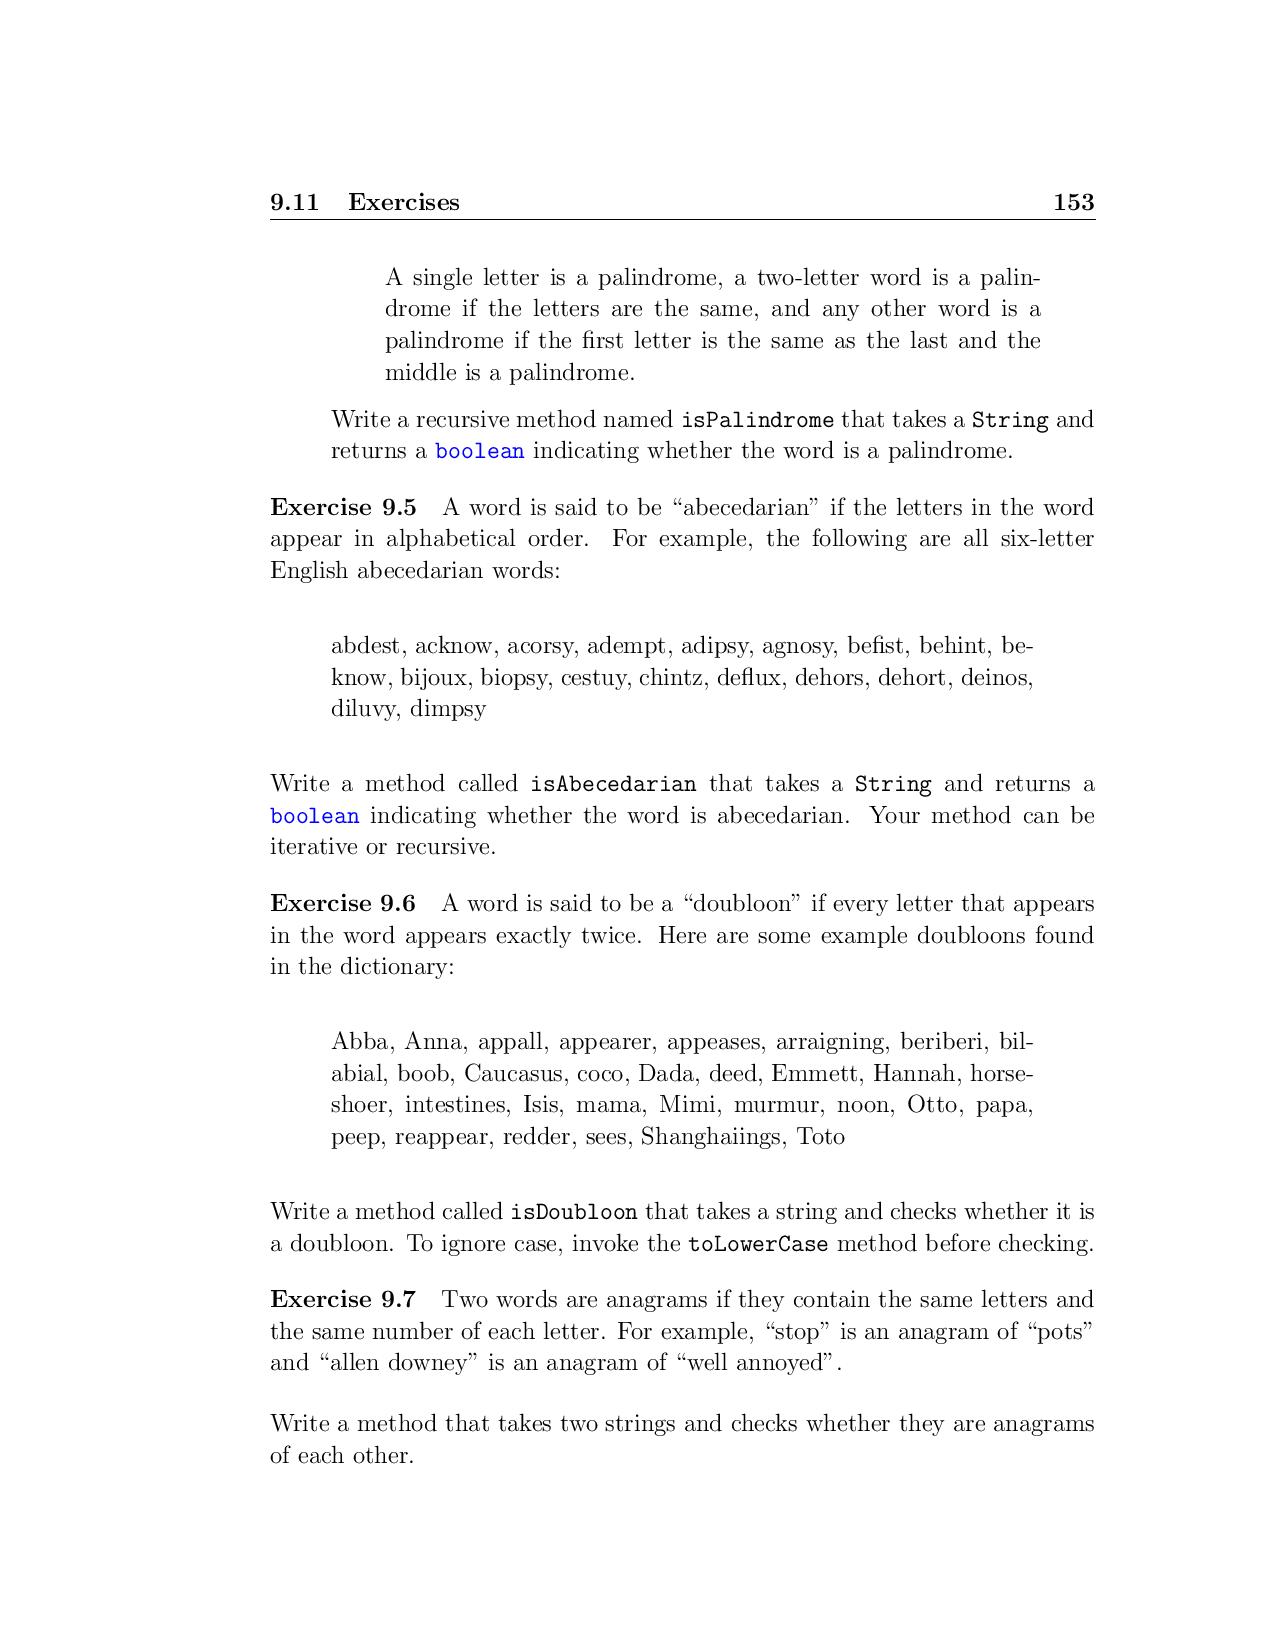 9.11 Exercises 153
A single letter is a palindrome, a two-letter word is a palin-
drome if the letters are the same, and any other word is a
palindrome if the first letter is the same as the last and the
middle is a palindrome.
Write a recursive method named isPalindrome that takes a String and
returns a boolean indicating whether the word is a palindrome.
Exercise 9.5 A word is said to be “abecedarian” if the letters in the word
appear in alphabetical order. For example, the following are all six-letter
English abecedarian words:
abdest, acknow, acorsy, adempt, adipsy, agnosy, befist, behint, be-
know, bijoux, biopsy, cestuy, chintz, deflux, dehors, dehort, deinos,
diluvy, dimpsy
Write a method called isAbecedarian that takes a String and returns a
boolean indicating whether the word is abecedarian. Your method can be
iterative or recursive.
Exercise 9.6 A word is said to be a “doubloon” if every letter that appears
in the word appears exactly twice. Here are some example doubloons found
in the dictionary:
Abba, Anna, appall, appearer, appeases, arraigning, beriberi, bil-
abial, boob, Caucasus, coco, Dada, deed, Emmett, Hannah, horse-
shoer, intestines, Isis, mama, Mimi, murmur, noon, Otto, papa,
peep, reappear, redder, sees, Shanghaiings, Toto
Write a method called isDoubloon that takes a string and checks whether it is
a doubloon. To ignore case, invoke the toLowerCase method before checking.
Exercise 9.7 Two words are anagrams if they contain the same letters and
the same number of each letter. For example, “stop” is an anagram of “pots”
and “allen downey” is an anagram of “well annoyed”.
Write a method that takes two strings and checks whether they are anagrams
of each other.